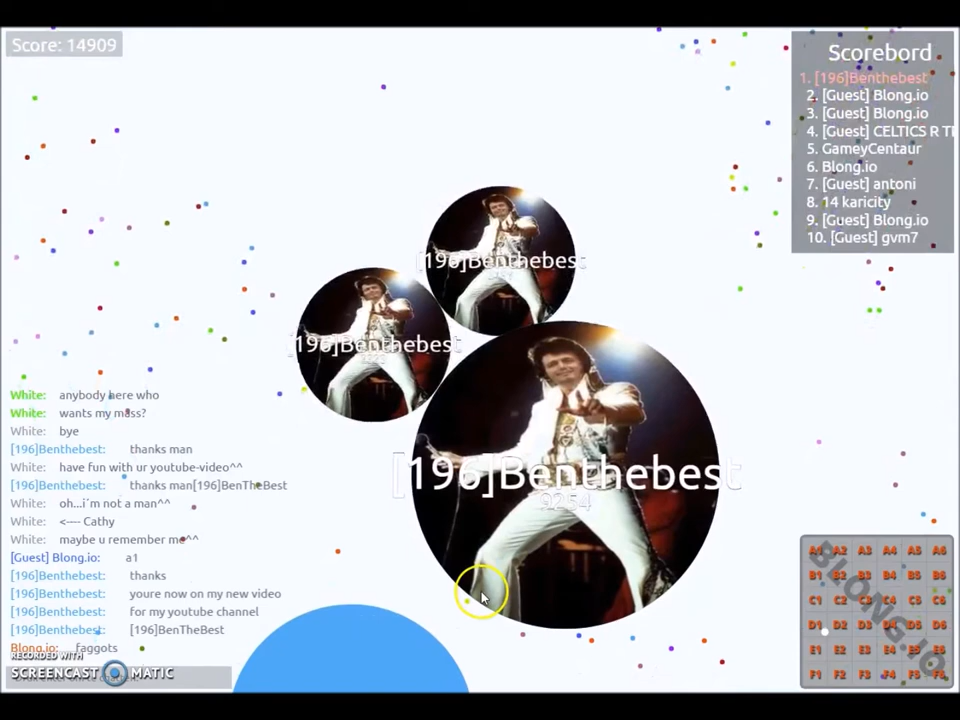 Score: 14909
Scorebord
1. [196]Benthebest
2. [Guest] Blong.io
3. [Guest] Blong.io
4. [Guest] CELTICS R T
5. GameyCentaur
6. Blong.io
7. [Guest] antoni
8. 14 karicity
9. [Guest] Blong.io
10. [Guest] gvm7
[196]Benthebest
[196]Benthebest
[196]Benthebest
9254
White: anybody here who
White: wants my mass?
White: bye
[196]Benthebest: thanks man
White: have fun with ur youtube-video^^
[196]Benthebest: thanks man[196]BenTheBest
White: oh...i´m not a man^^
White: <---- Cathy
White: maybe u remember me^^
[Guest] Blong.io: a1
[196]Benthebest: thanks
[196]Benthebest: youre now on my new video
[196]Benthebest: for my youtube channel
[196]Benthebest: [196]BenTheBest
Blong.io: faggots
RECORDED WITH
SCREENCAST MATIC
A1 A2 A3 A4 A5 A6
B1 B2 B3 B4 B5 B6
C1 C2 C3 C4 C5 C6
D1 D2 D3 D4 D5 D6
E1 E2 E3 E4 E5 E6
F1 F2 F3 F4 F5 F6
BLONG.IO